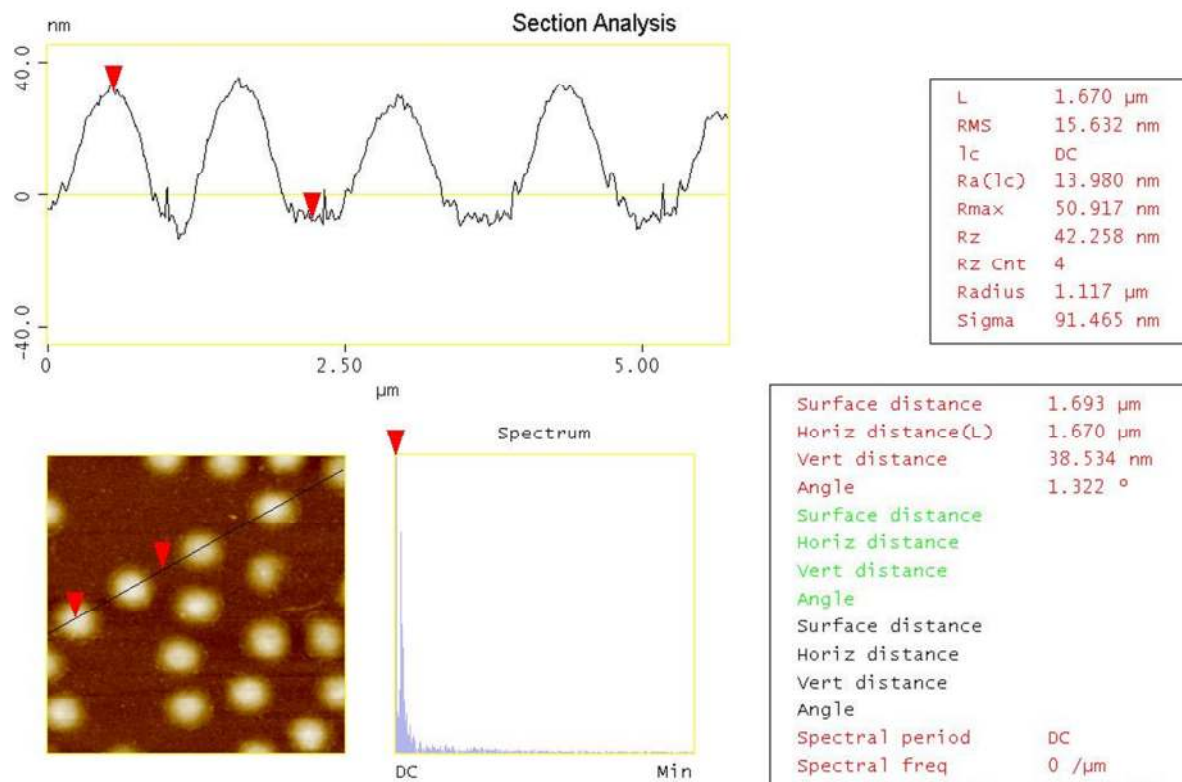 Section Analysis
nm
40.0
0
-40.0
0 2.50 5.00
µm
L 1.670 µm
RMS 15.632 nm
lc DC
Ra(lc) 13.980 nm
Rmax 50.917 nm
Rz 42.258 nm
Rz Cnt 4
Radius 1.117 µm
Sigma 91.465 nm
Spectrum
DC Min
Surface distance 1.693 µm
Horiz distance(L) 1.670 µm
Vert distance 38.534 nm
Angle 1.322 °
Surface distance
Horiz distance
Vert distance
Angle
Surface distance
Horiz distance
Vert distance
Angle
Spectral period DC
Spectral freq 0 /µm